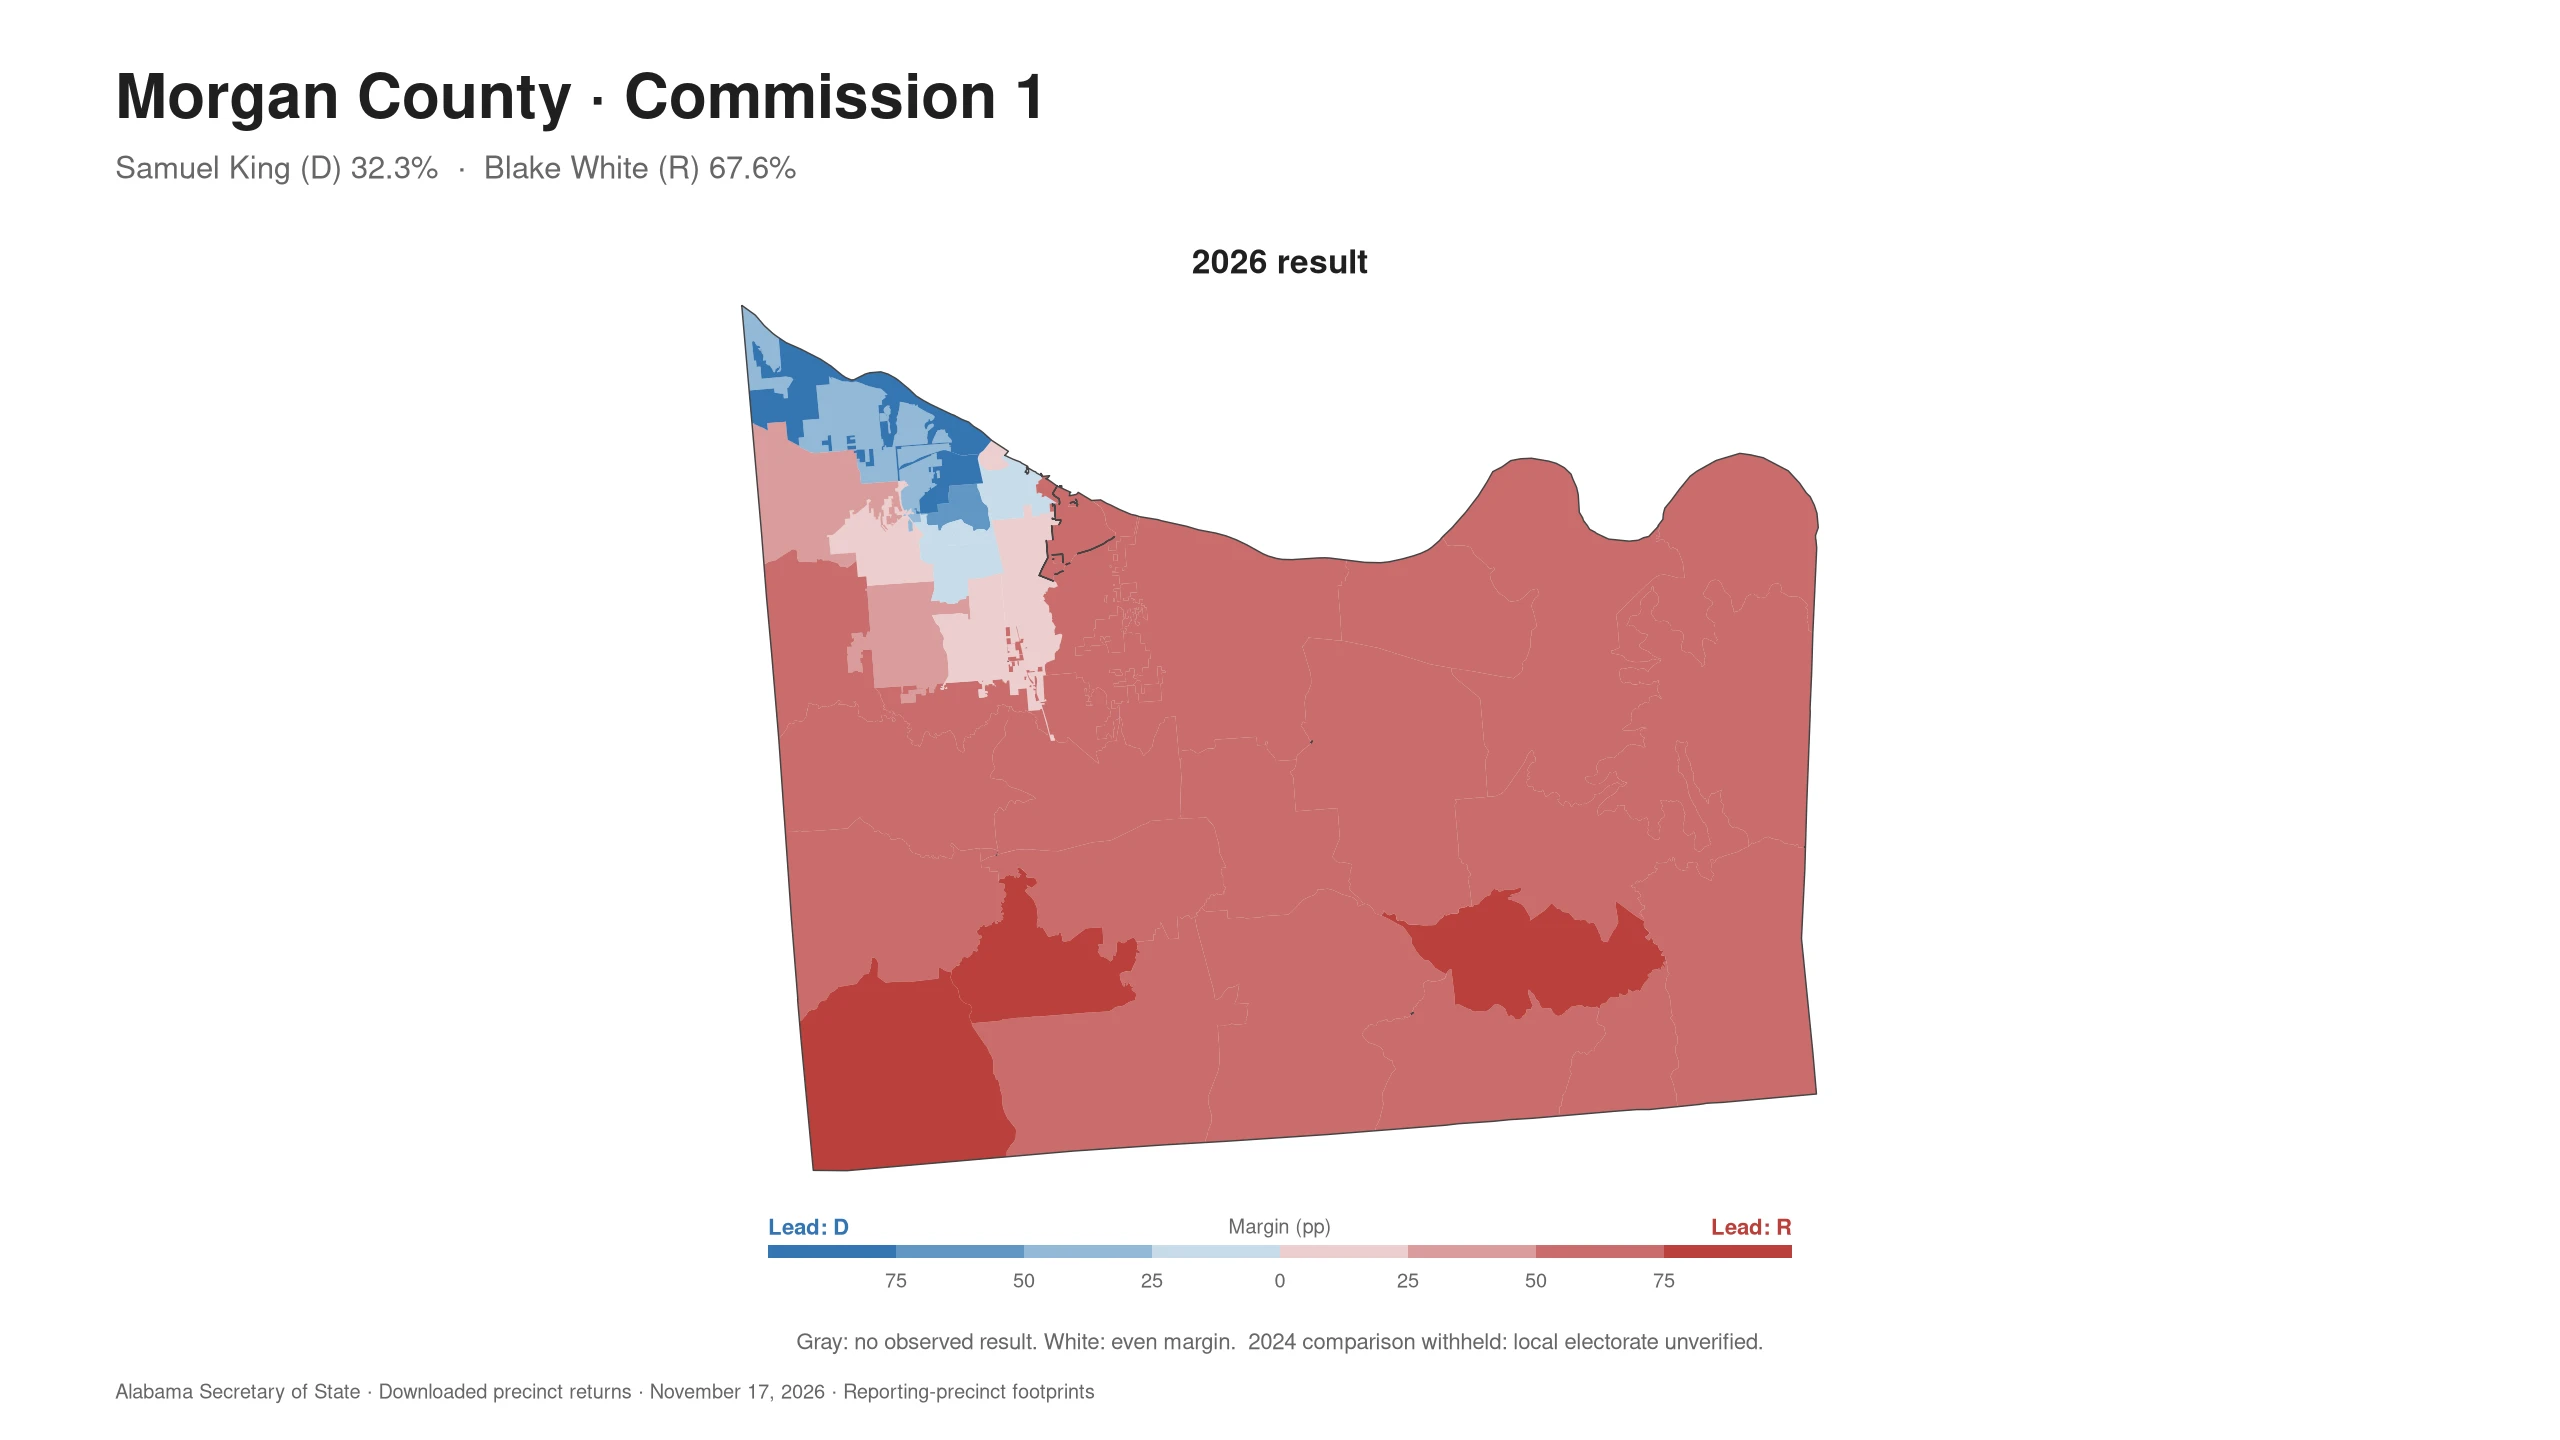 Morgan County · Commission 1
Samuel King (D) 32.3% · Blake White (R) 67.6%
2026 result
Lead: D Margin (pp) Lead: R
75 50 25 0 25 50 75
Gray: no observed result. White: even margin. 2024 comparison withheld: local electorate unverified.
Alabama Secretary of State · Downloaded precinct returns · November 17, 2026 · Reporting-precinct footprints